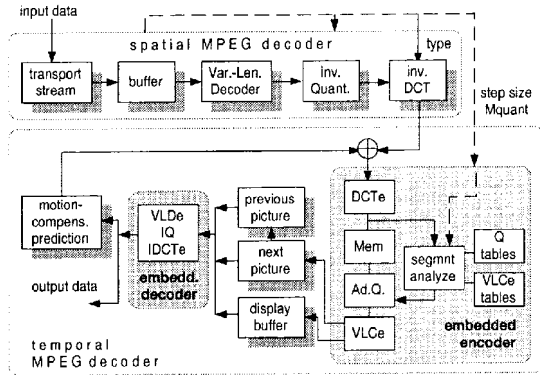 input data
spatial MPEG decoder
type
transport
stream
buffer
Var.-Len.
Decoder
Inv.
Quant.
inv.
DCT
step size
Mquant
motion-
compens.
prediction
VLDe
IQ
IDCTe
embedd.
decoder
previous
picture
next
picture
display
buffer
DCTe
Mem
Ad.Q.
VLCe
segmnt
analyze
Q
tables
VLCe
tables
embedded
encoder
output data
temporal
MPEG decoder